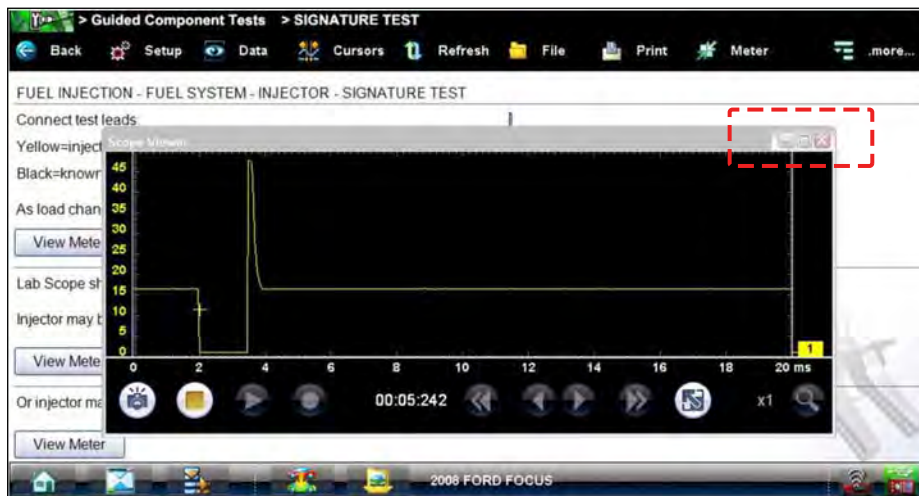 > Guided Component Tests > SIGNATURE TEST
Back Setup Data Cursors Refresh File Print Meter .more...
FUEL INJECTION - FUEL SYSTEM - INJECTOR - SIGNATURE TEST
Connect test leads
Yellow=inject
Black=known
As load chan
View Mete
Lab Scope sh
Injector may b
View Mete
Or injector ma
View Meter
Scope Viewer
45
40
35
30
25
20
15
10
5
0
1
0 2 4 6 8 10 12 14 16 18 20 ms
00:05:242 x1
2008 FORD FOCUS